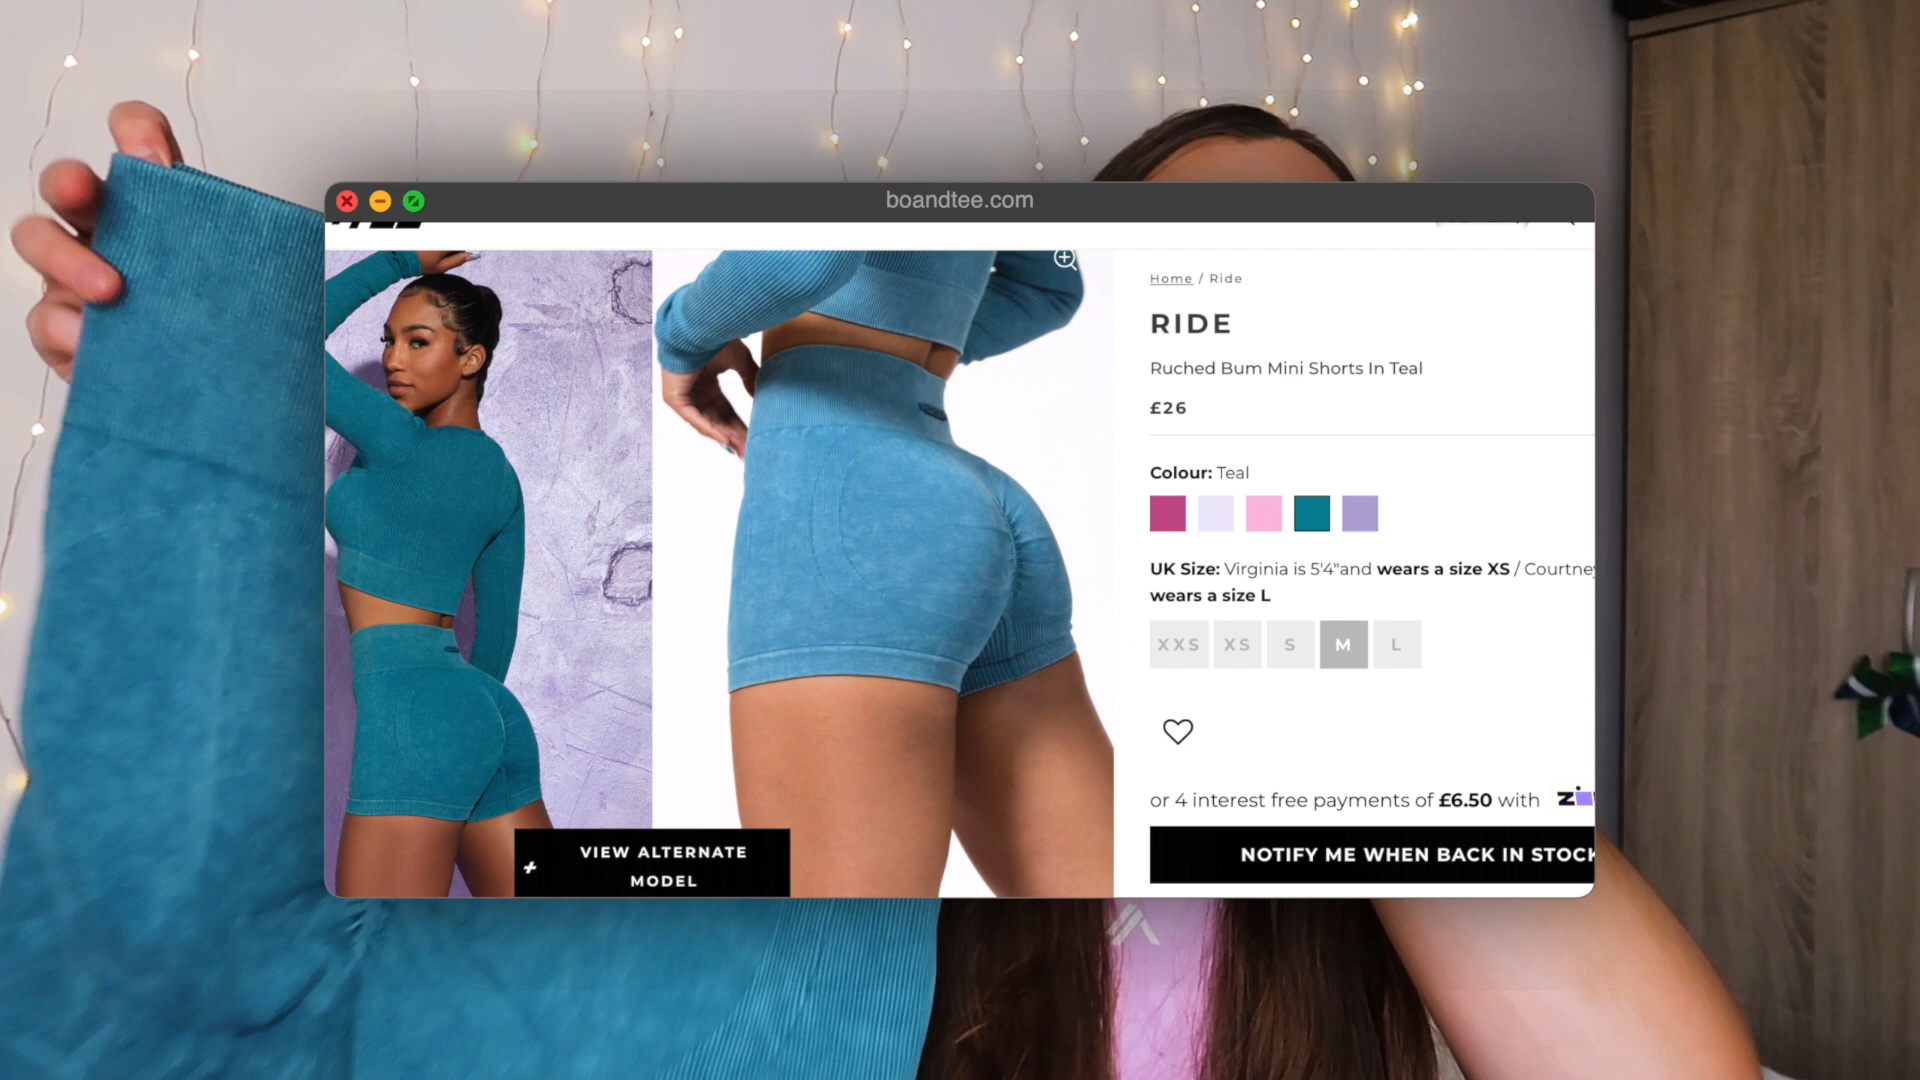 boandtee.com
Home / Ride
RIDE
Ruched Bum Mini Shorts In Teal
£26
Colour: Teal
UK Size: Virginia is 5'4"and wears a size XS / Courtney
wears a size L
XXS XS S M L
or 4 interest free payments of £6.50 with
NOTIFY ME WHEN BACK IN STOCK
VIEW ALTERNATE
MODEL